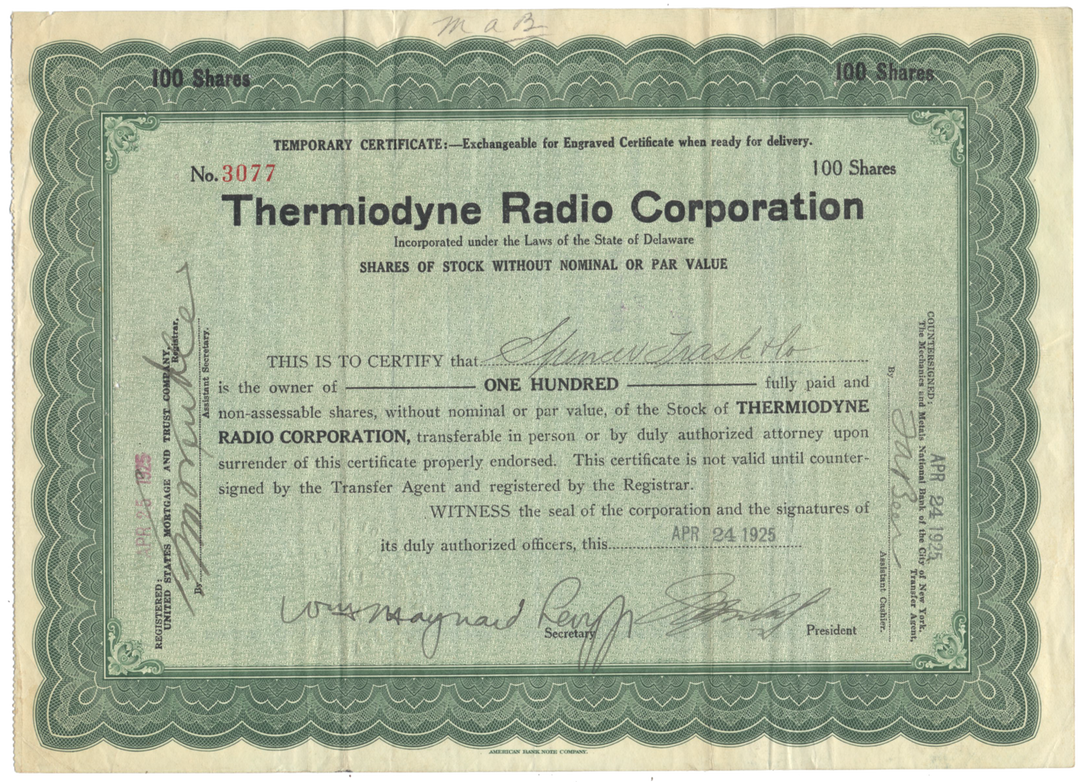 M a B
100 Shares 100 Shares
TEMPORARY CERTIFICATE:—Exchangeable for Engraved Certificate when ready for delivery.
No. 3077 100 Shares
Thermiodyne Radio Corporation
Incorporated under the Laws of the State of Delaware
SHARES OF STOCK WITHOUT NOMINAL OR PAR VALUE
THIS IS TO CERTIFY that Spencer Trask & Co
is the owner of ONE HUNDRED fully paid and
non-assessable shares, without nominal or par value, of the Stock of THERMIODYNE
RADIO CORPORATION, transferable in person or by duly authorized attorney upon
surrender of this certificate properly endorsed. This certificate is not valid until counter-
signed by the Transfer Agent and registered by the Registrar.
WITNESS the seal of the corporation and the signatures of
its duly authorized officers, this APR 24 1925
Secretary President
APR 25 1925
REGISTERED:
UNITED STATES MORTGAGE AND TRUST COMPANY,
Registrar.
By
Assistant Secretary.
COUNTERSIGNED:
The Mechanics and Metals National Bank of the City of New York,
Transfer Agent,
APR 24 1925
By
Assistant Cashier.
AMERICAN BANK NOTE COMPANY.